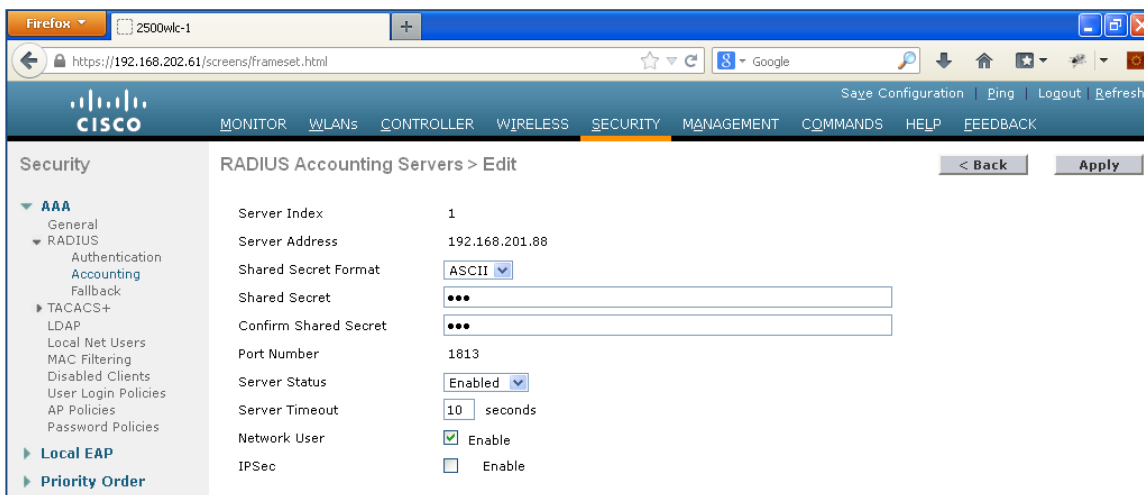 Firefox
2500wlc-1
https://192.168.202.61/screens/frameset.html
Google
Save Configuration | Ping | Logout | Refresh
CISCO
MONITOR WLANs CONTROLLER WIRELESS SECURITY MANAGEMENT COMMANDS HELP FEEDBACK
Security
AAA
General
RADIUS
Authentication
Accounting
Fallback
TACACS+
LDAP
Local Net Users
MAC Filtering
Disabled Clients
User Login Policies
AP Policies
Password Policies
Local EAP
Priority Order
RADIUS Accounting Servers > Edit
< Back
Apply
Server Index 1
Server Address 192.168.201.88
Shared Secret Format ASCII
Shared Secret •••
Confirm Shared Secret •••
Port Number 1813
Server Status Enabled
Server Timeout 10 seconds
Network User Enable
IPSec Enable